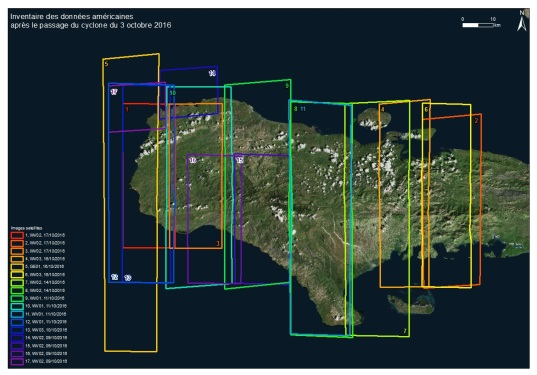 Inventaire des données américaines
après le passage du cyclone du 3 octobre 2016
0 10
km
N
5
14
17
10
9
1
8 11
4
6
2
16
15
3
12
13
7
Images satellites
1, WV02, 17/10/2016
2, WV02, 17/10/2016
3, WV02, 17/10/2016
4, WV03, 16/10/2016
5, GE01, 16/10/2016
6, WV03, 15/10/2016
7, WV02, 14/10/2016
8, WV02, 14/10/2016
9, WV01, 11/10/2016
10, WV01, 11/10/2016
11, WV01, 11/10/2016
12, WV01, 11/10/2016
13, WV03, 10/10/2016
14, WV02, 09/10/2016
15, WV02, 09/10/2016
16, WV02, 09/10/2016
17, WV02, 09/10/2016